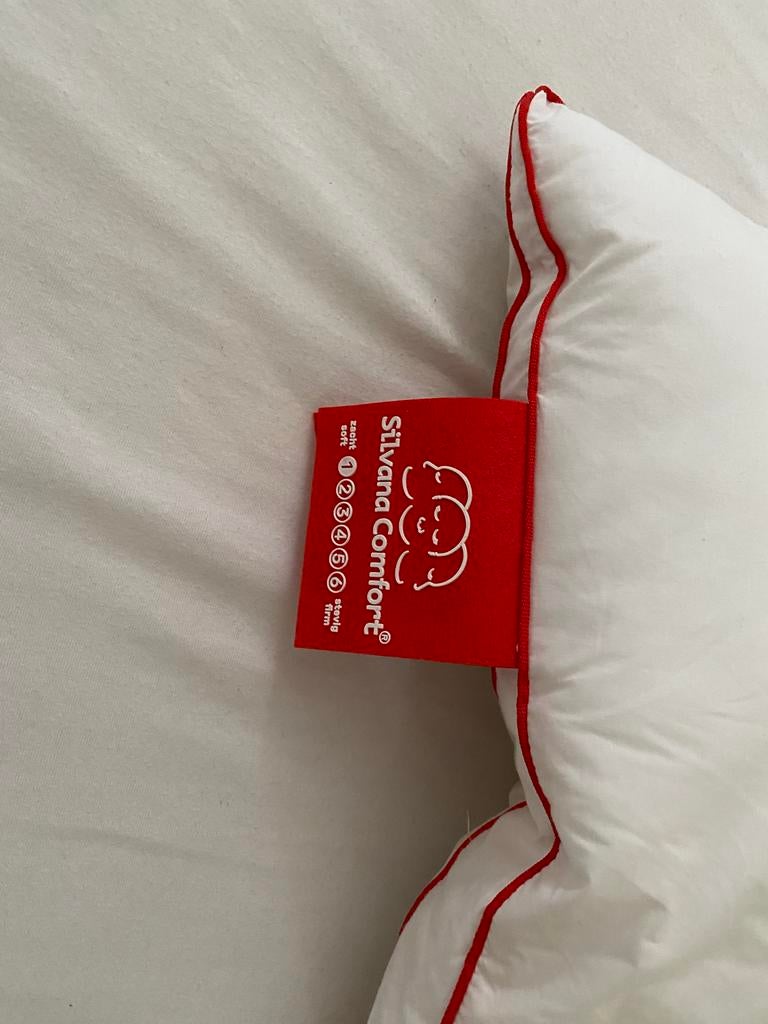 Silvana Comfort®
zacht
soft
1 2 3 4 5 6
stevig
firm